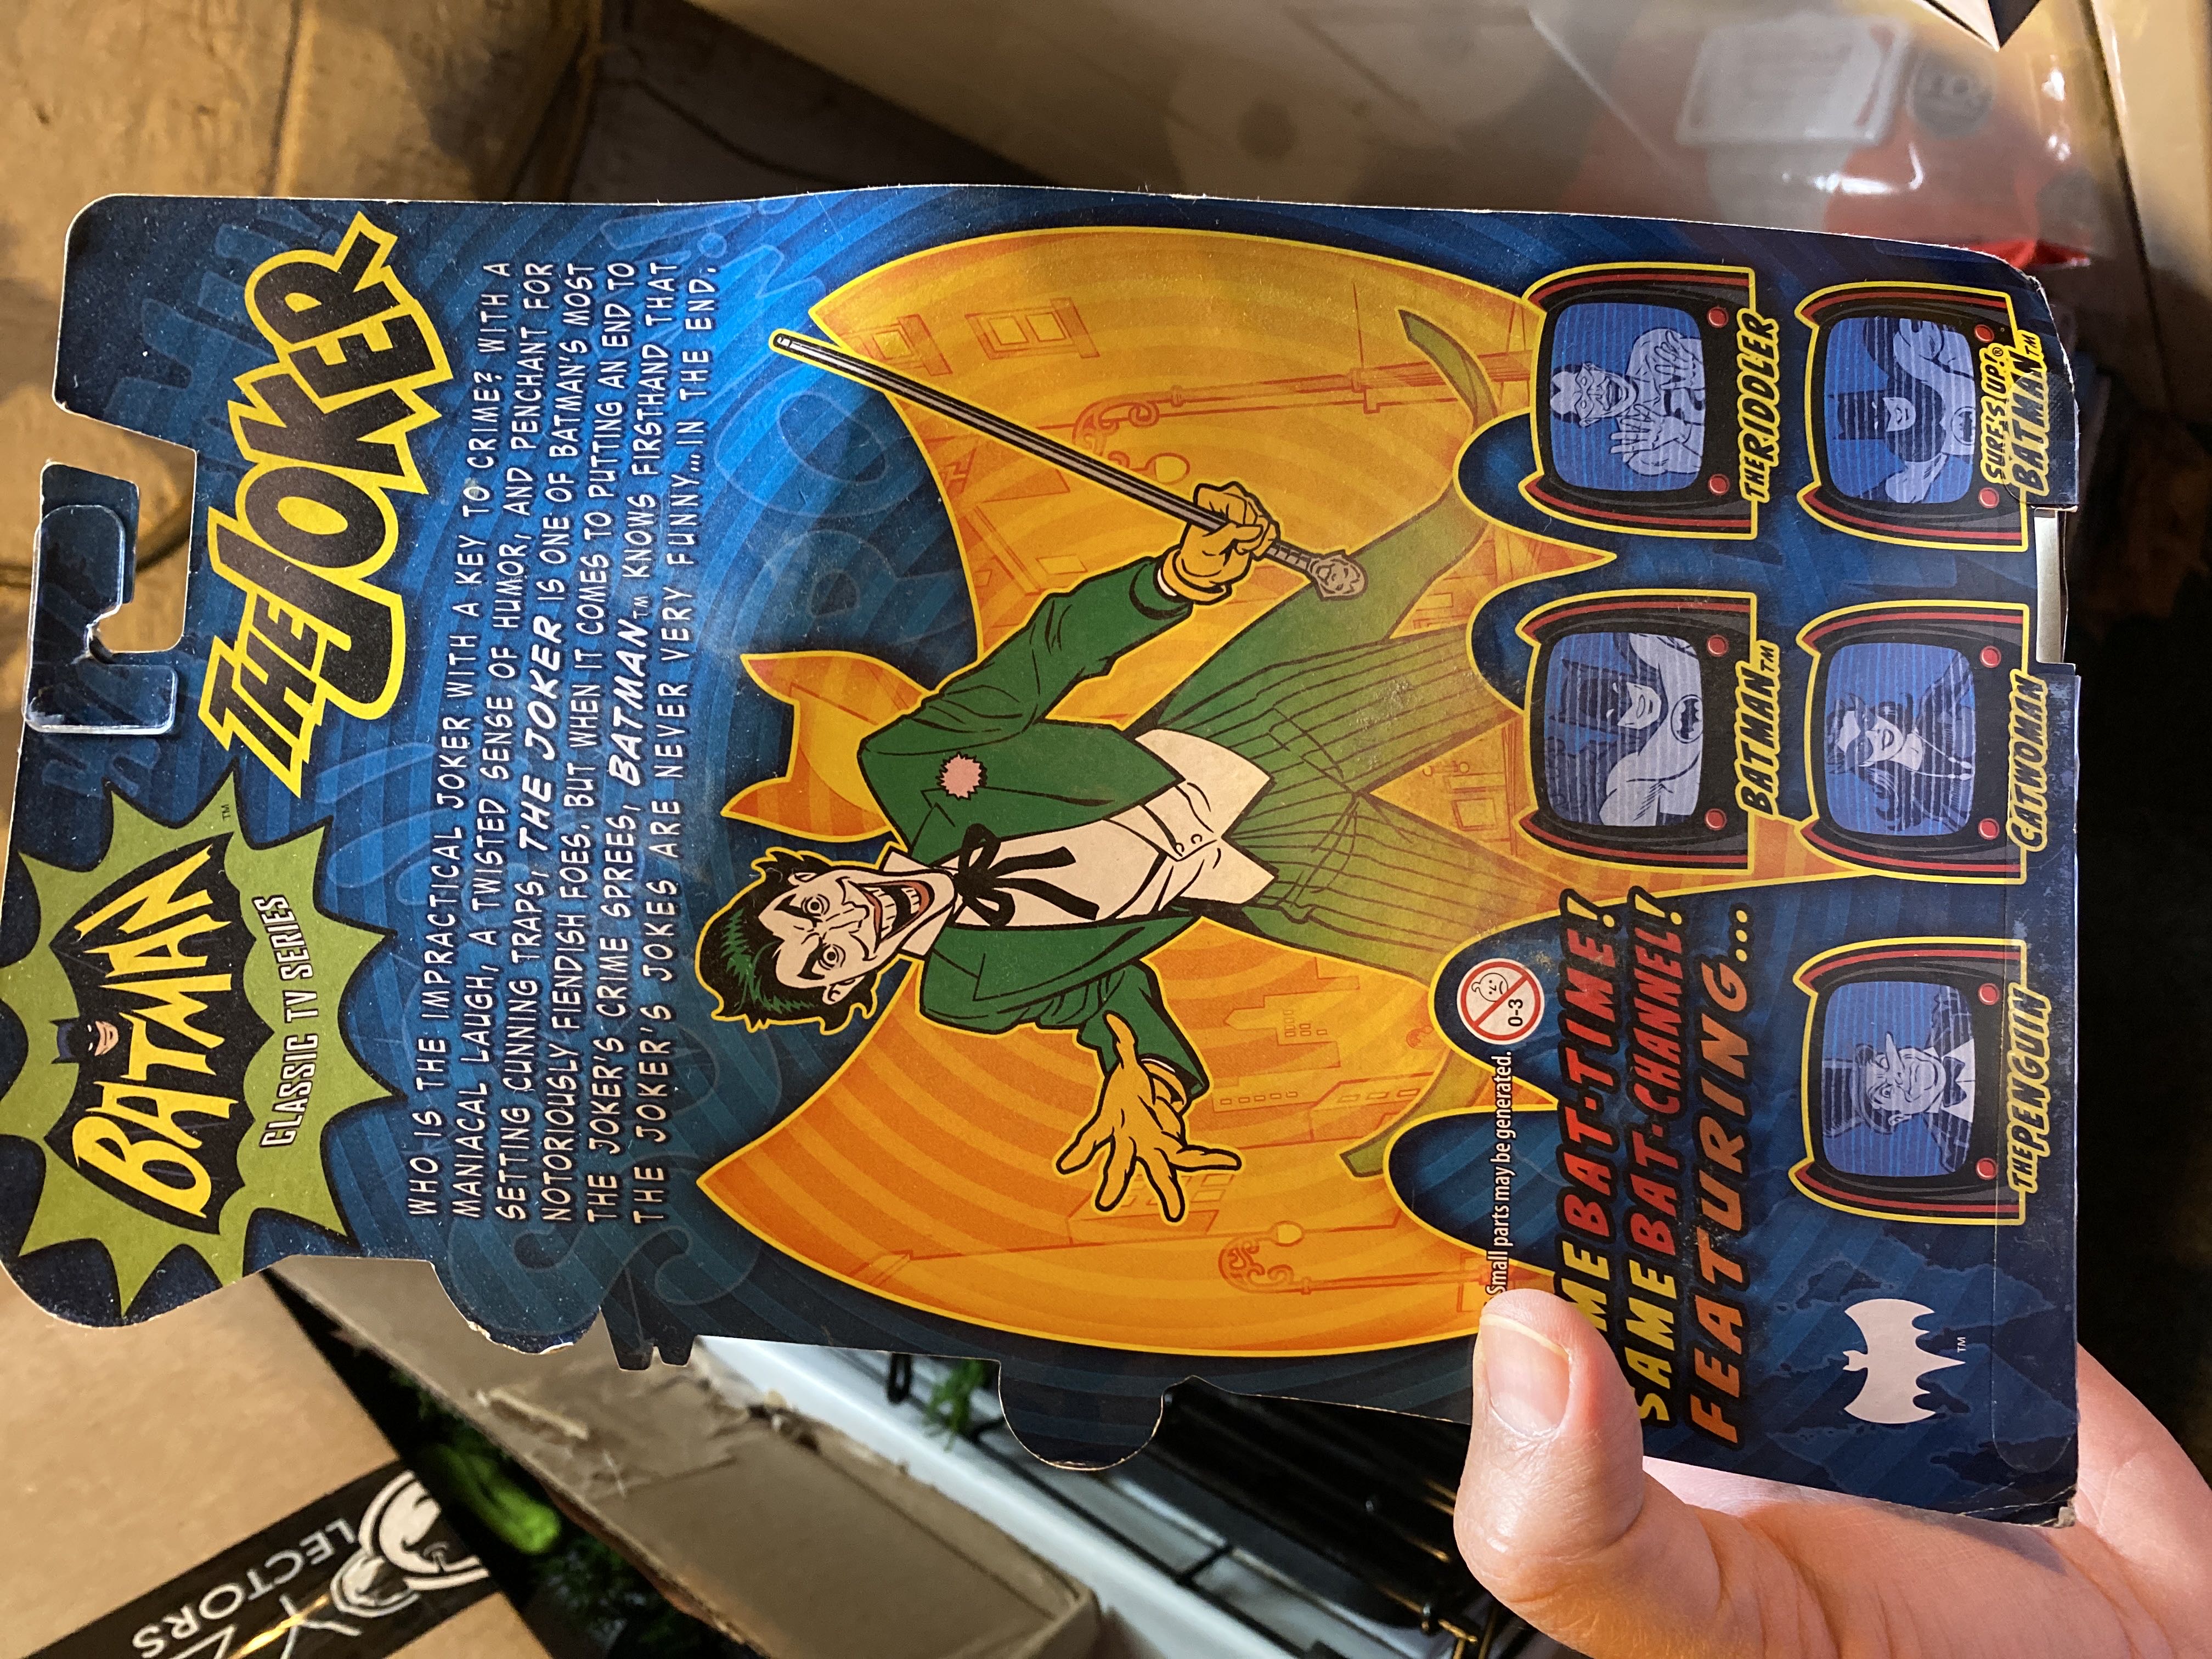 BATMAN
™
CLASSIC TV SERIES
THE JOKER
WHO IS THE IMPRACTICAL JOKER WITH A KEY TO CRIME? WITH A
MANIACAL LAUGH, A TWISTED SENSE OF HUMOR, AND PENCHANT FOR
SETTING CUNNING TRAPS, THE JOKER IS ONE OF BATMAN'S MOST
NOTORIOUSLY FIENDISH FOES. BUT WHEN IT COMES TO PUTTING AN END TO
THE JOKER'S CRIME SPREES, BATMAN™ KNOWS FIRSTHAND THAT
THE JOKER'S JOKES ARE NEVER VERY FUNNY... IN THE END.
Small parts may be generated.
0-3
BAT-TIME!
SAME BAT-CHANNEL!
FEATURING...
BATMAN™
THE RIDDLER
THE PENGUIN
CATWOMAN
SURF'S UP!®
BATMAN™
™
LECTORS